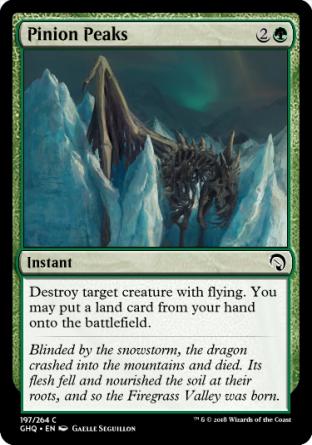 Pinion Peaks 2
Instant
Destroy target creature with flying. You
may put a land card from your hand
onto the battlefield.
Blinded by the snowstorm, the dragon
crashed into the mountains and died. Its
flesh fell and nourished the soil at their
roots, and so the Firegrass Valley was born.
197/264 C
GHQ • EN GAELLE SEGUILLON
™ & © 2018 Wizards of the Coast